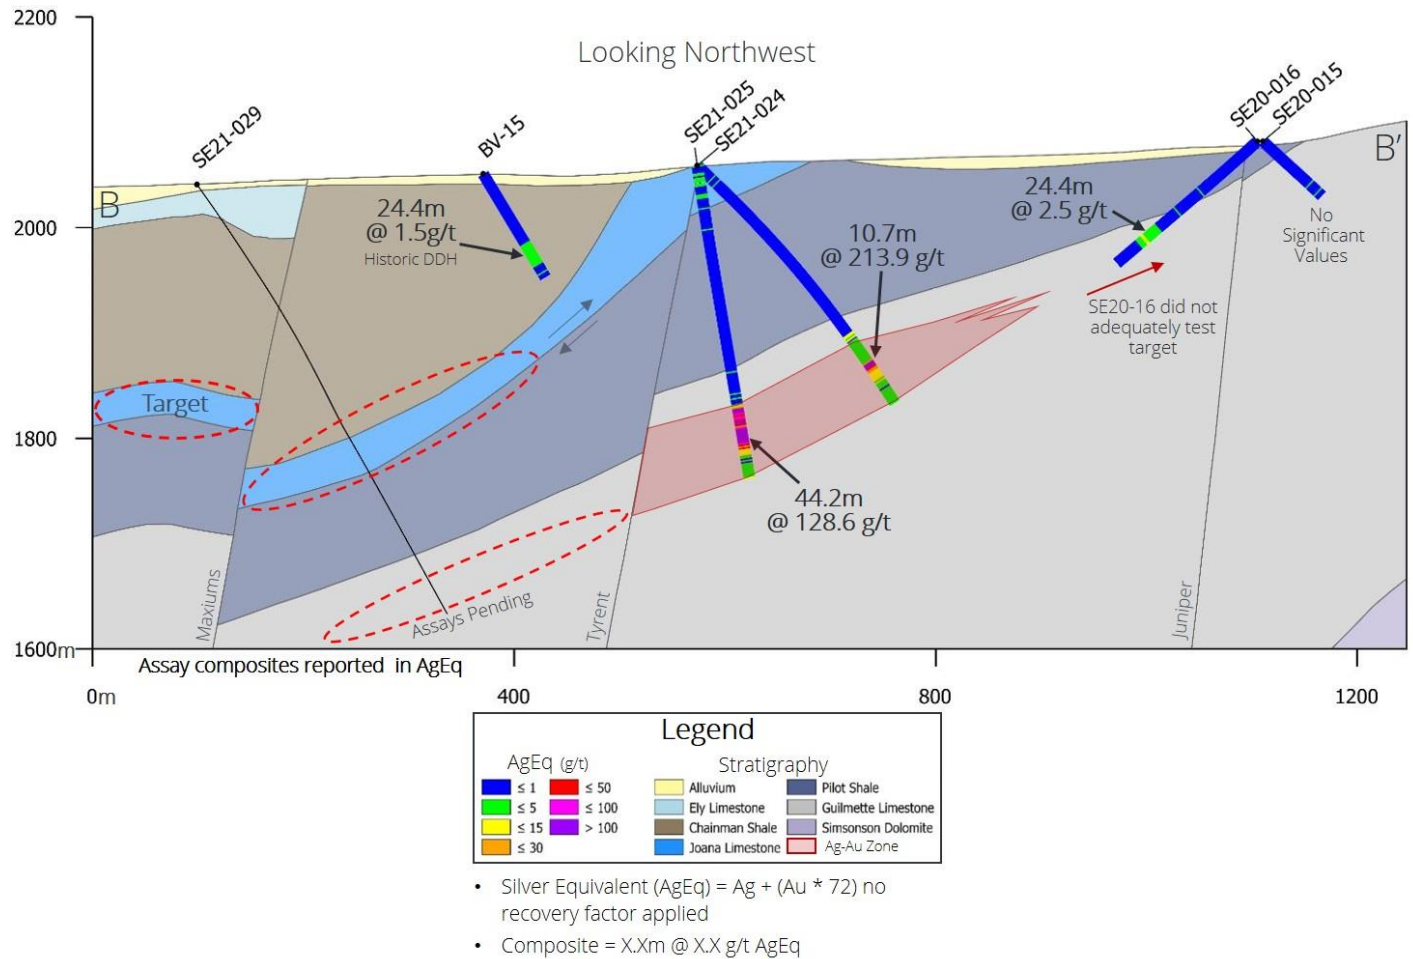 2200
Looking Northwest
SE20-016
SE20-015
SE21-025
SE21-024
BV-15
SE21-029
B'
B
24.4m
@ 1.5g/t
Historic DDH
24.4m
@ 2.5 g/t
10.7m
@ 213.9 g/t
No
Significant
Values
2000
SE20-16 did not
adequately test
target
Target
1800
44.2m
@ 128.6 g/t
Maxiums
Assays Pending
Tyrent
Juniper
1600m
Assay composites reported in AgEq
0m
400
800
1200
Legend
AgEq (g/t)
≤ 1
≤ 5
≤ 15
≤ 30
≤ 50
≤ 100
> 100
Stratigraphy
Alluvium
Ely Limestone
Chainman Shale
Joana Limestone
Pilot Shale
Guilmette Limestone
Simsonson Dolomite
Ag-Au Zone
• Silver Equivalent (AgEq) = Ag + (Au * 72) no
recovery factor applied
• Composite = X.Xm @ X.X g/t AgEq